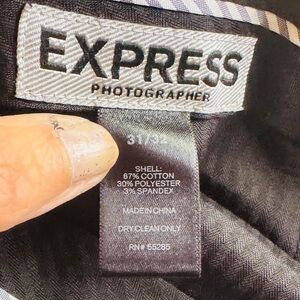 EXPRESS
PHOTOGRAPHER
31/32
SHELL:
67% COTTON
30% POLYESTER
3% SPANDEX
MADE IN CHINA
DRY CLEAN ONLY
RN# 55285